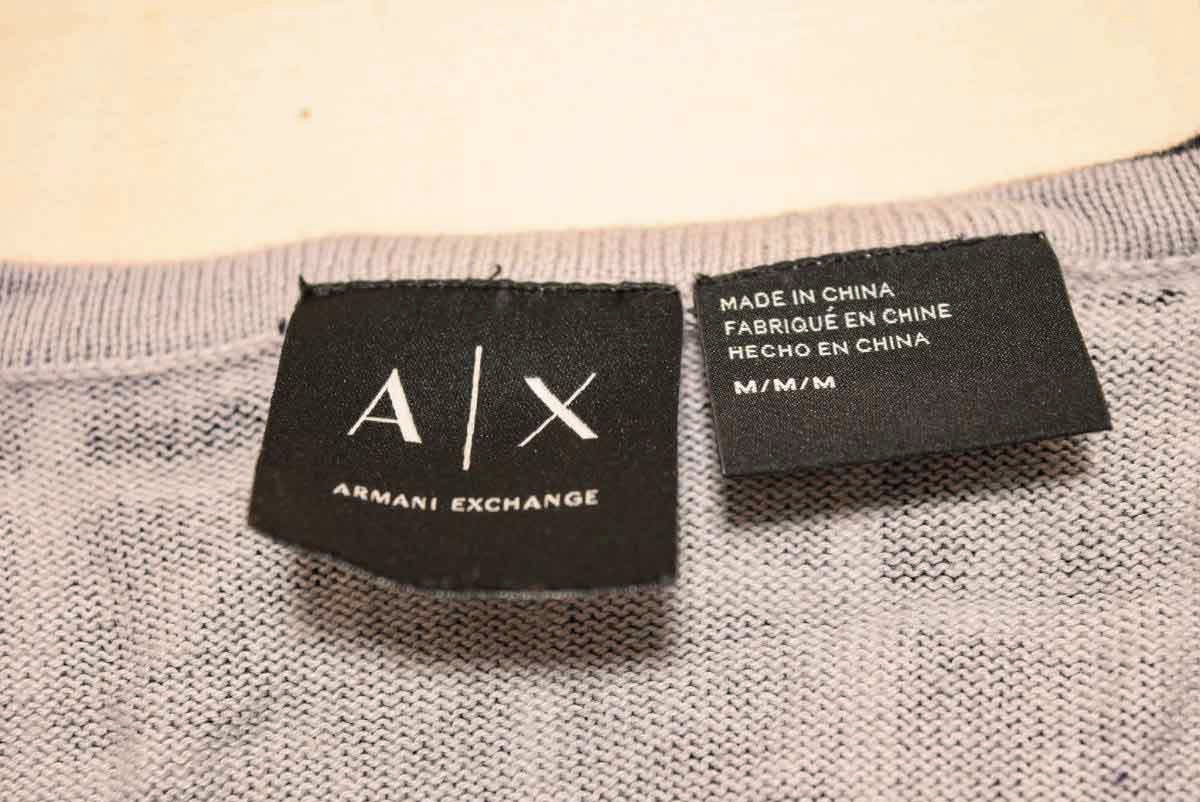 A|X
ARMANI EXCHANGE
MADE IN CHINA
FABRIQUÉ EN CHINE
HECHO EN CHINA
M/M/M